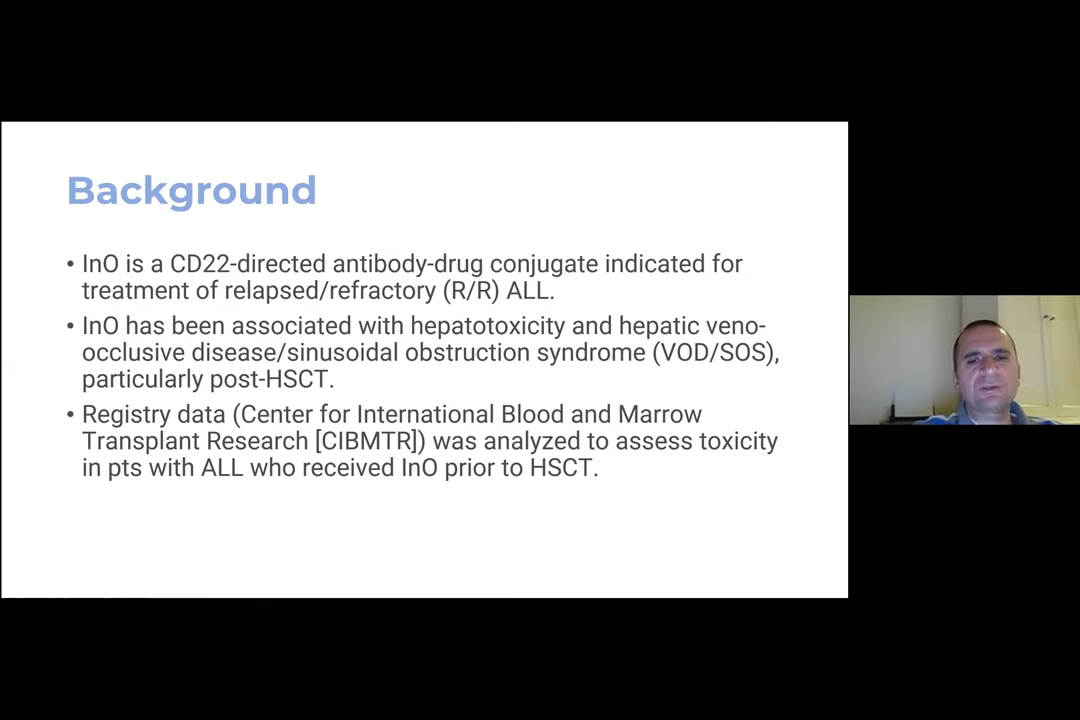 Background
• InO is a CD22-directed antibody-drug conjugate indicated for
treatment of relapsed/refractory (R/R) ALL.
• InO has been associated with hepatotoxicity and hepatic veno-
occlusive disease/sinusoidal obstruction syndrome (VOD/SOS),
particularly post-HSCT.
• Registry data (Center for International Blood and Marrow
Transplant Research [CIBMTR]) was analyzed to assess toxicity
in pts with ALL who received InO prior to HSCT.